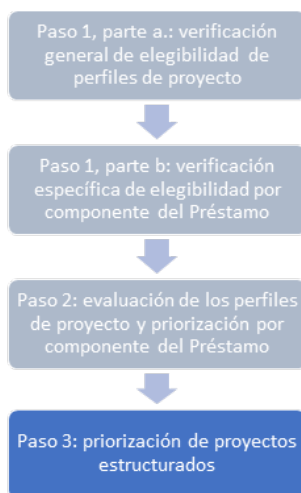 Paso 1, parte a.: verificación
general de elegibilidad de
perfiles de proyecto
Paso 1, parte b: verificación
específica de elegibilidad por
componente del Préstamo
Paso 2: evaluación de los perfiles
de proyecto y priorización por
componente del Préstamo
Paso 3: priorización de proyectos
estructurados